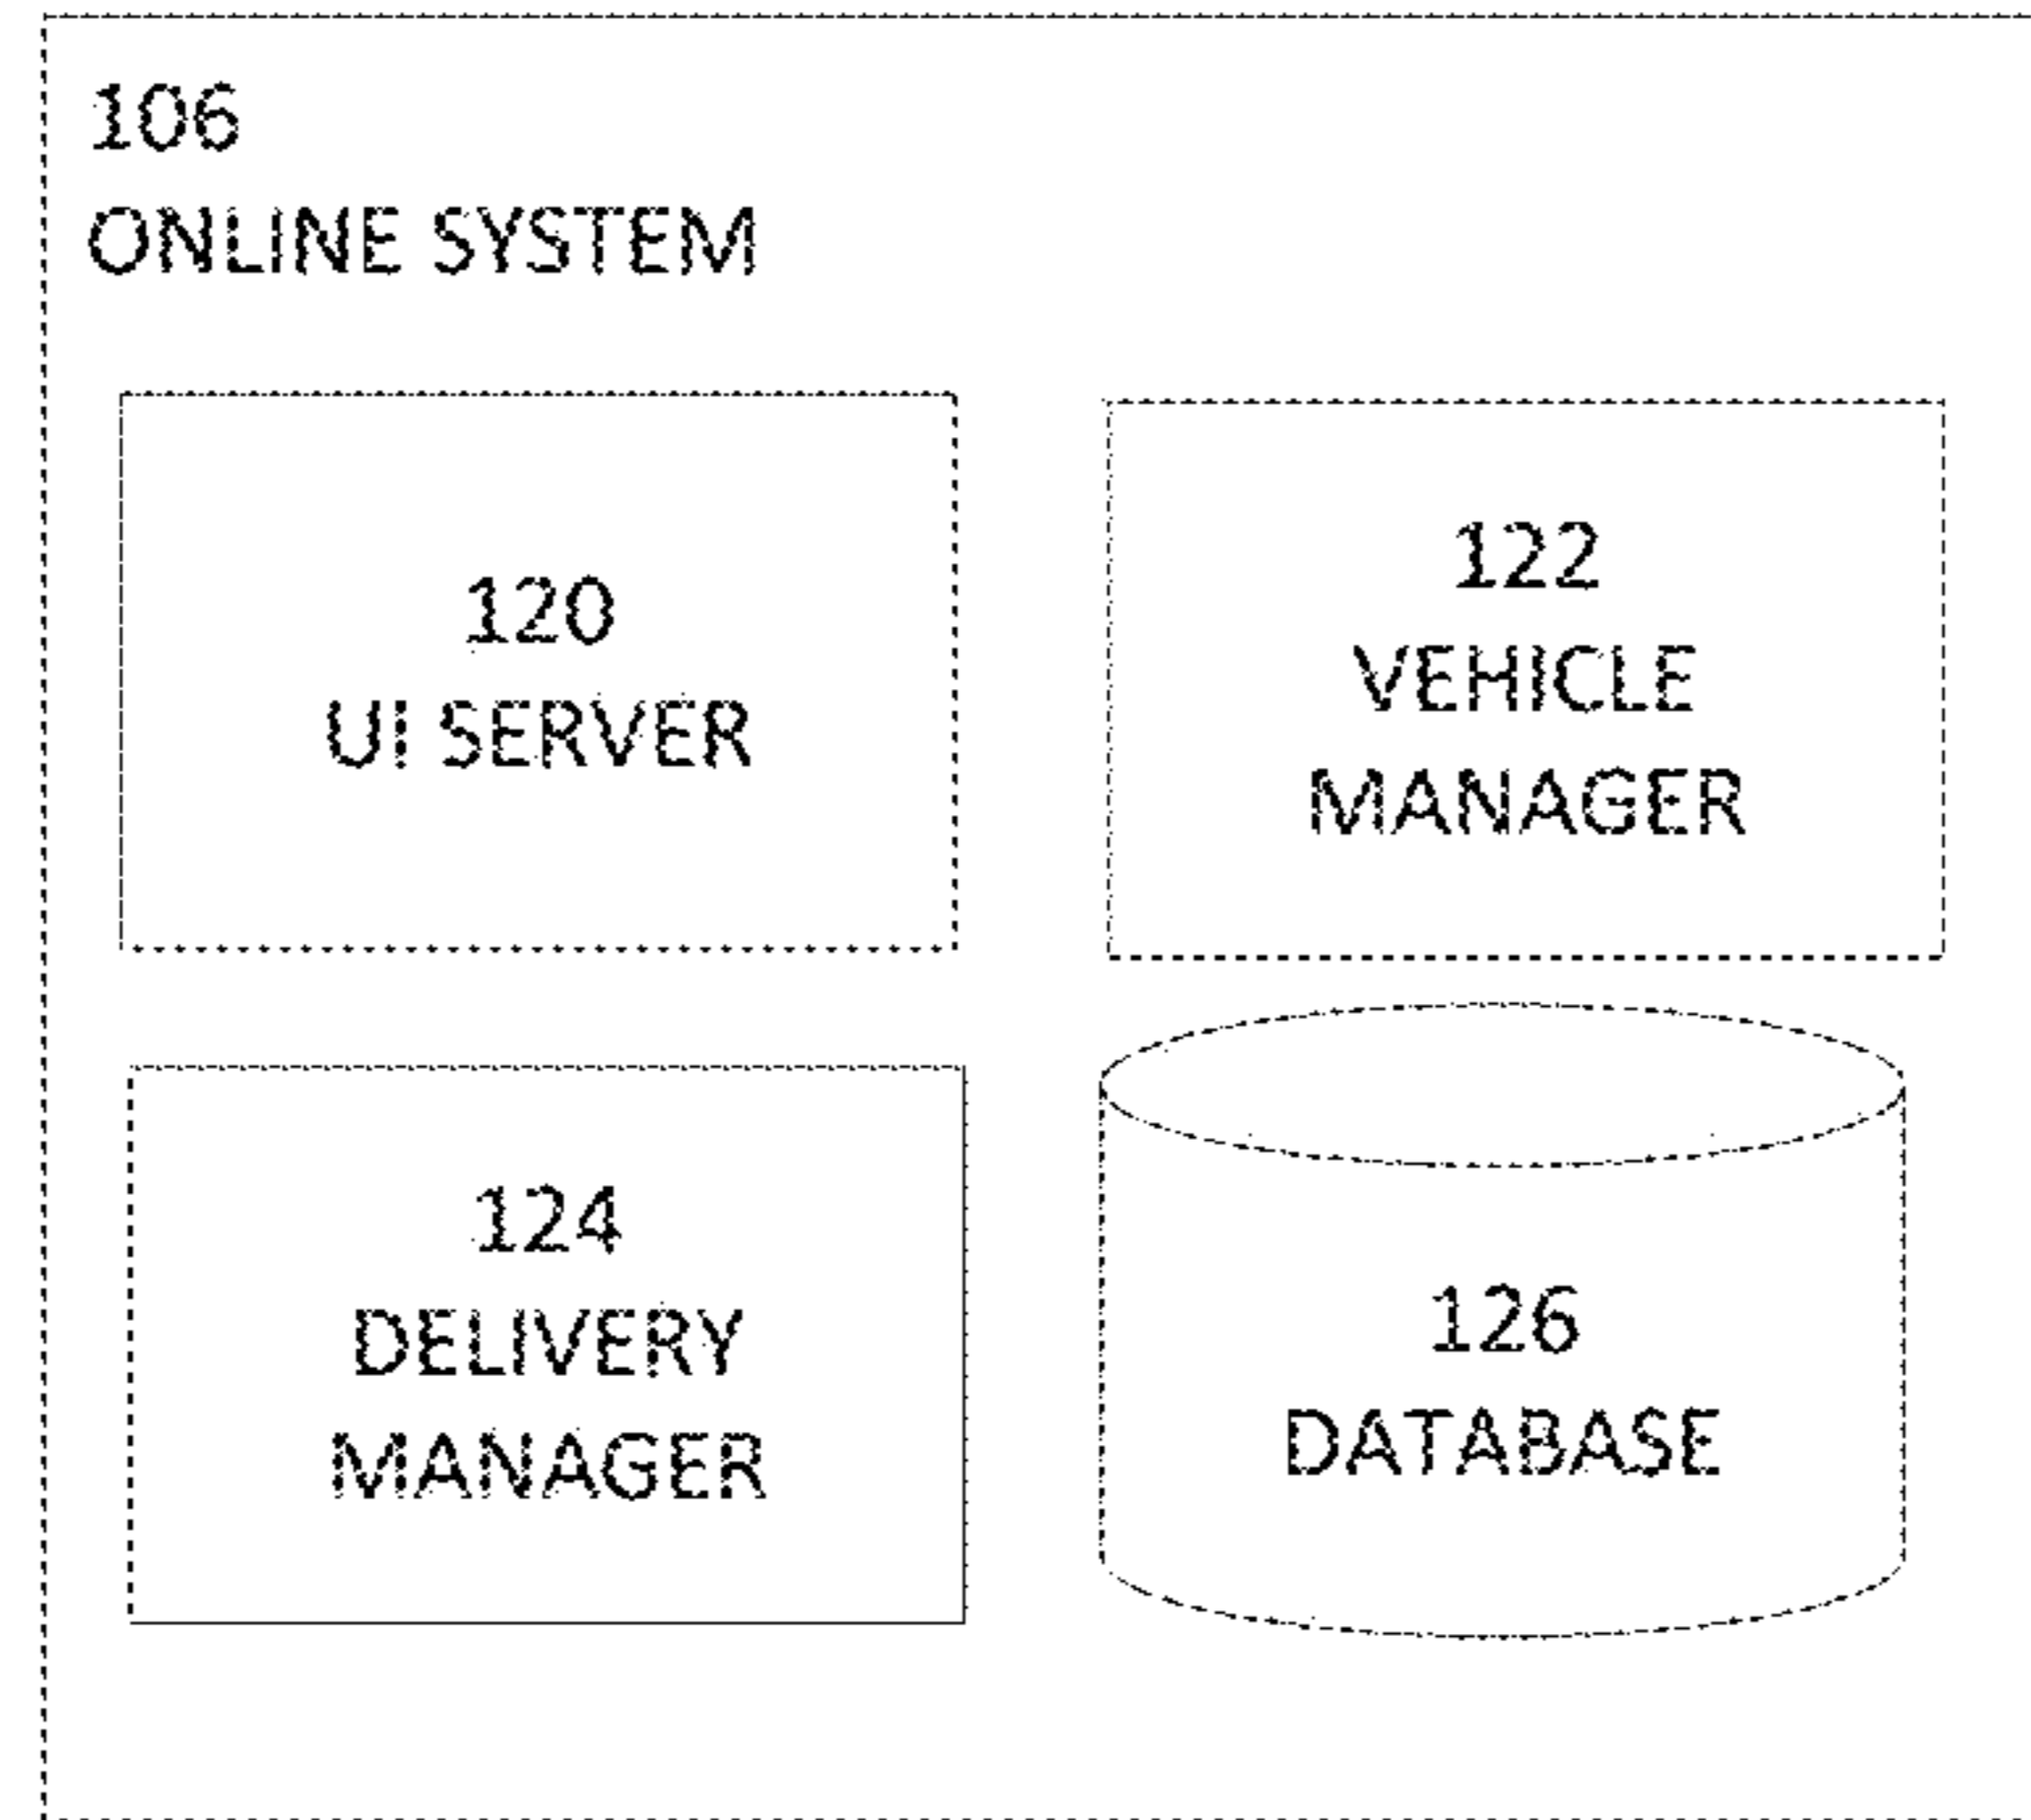 106
ONLINE SYSTEM
120
UI SERVER
122
VEHICLE
MANAGER
124
DELIVERY
MANAGER
126
DATABASE